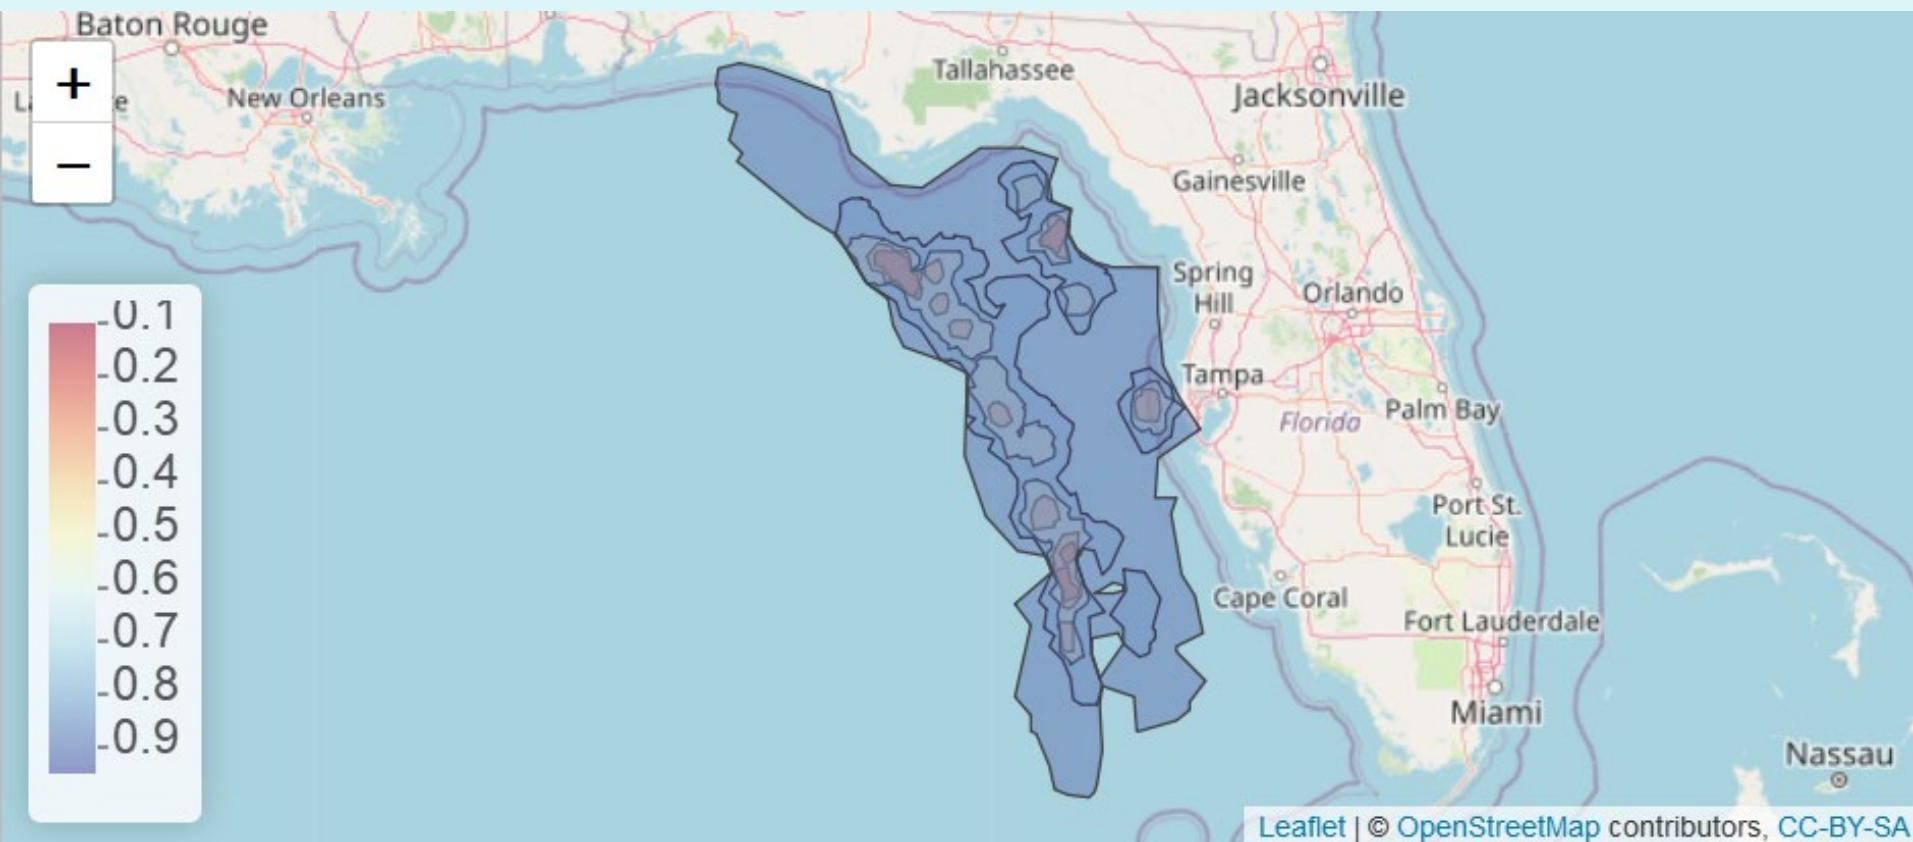 Baton Rouge
+
New Orleans
−
Tallahassee
Jacksonville
Gainesville
Spring
Hill
Orlando
Tampa
Florida
Palm Bay
Port St.
Lucie
Cape Coral
Fort Lauderdale
Miami
Nassau
0.1
0.2
0.3
0.4
0.5
0.6
0.7
0.8
0.9
Leaflet | © OpenStreetMap contributors, CC-BY-SA